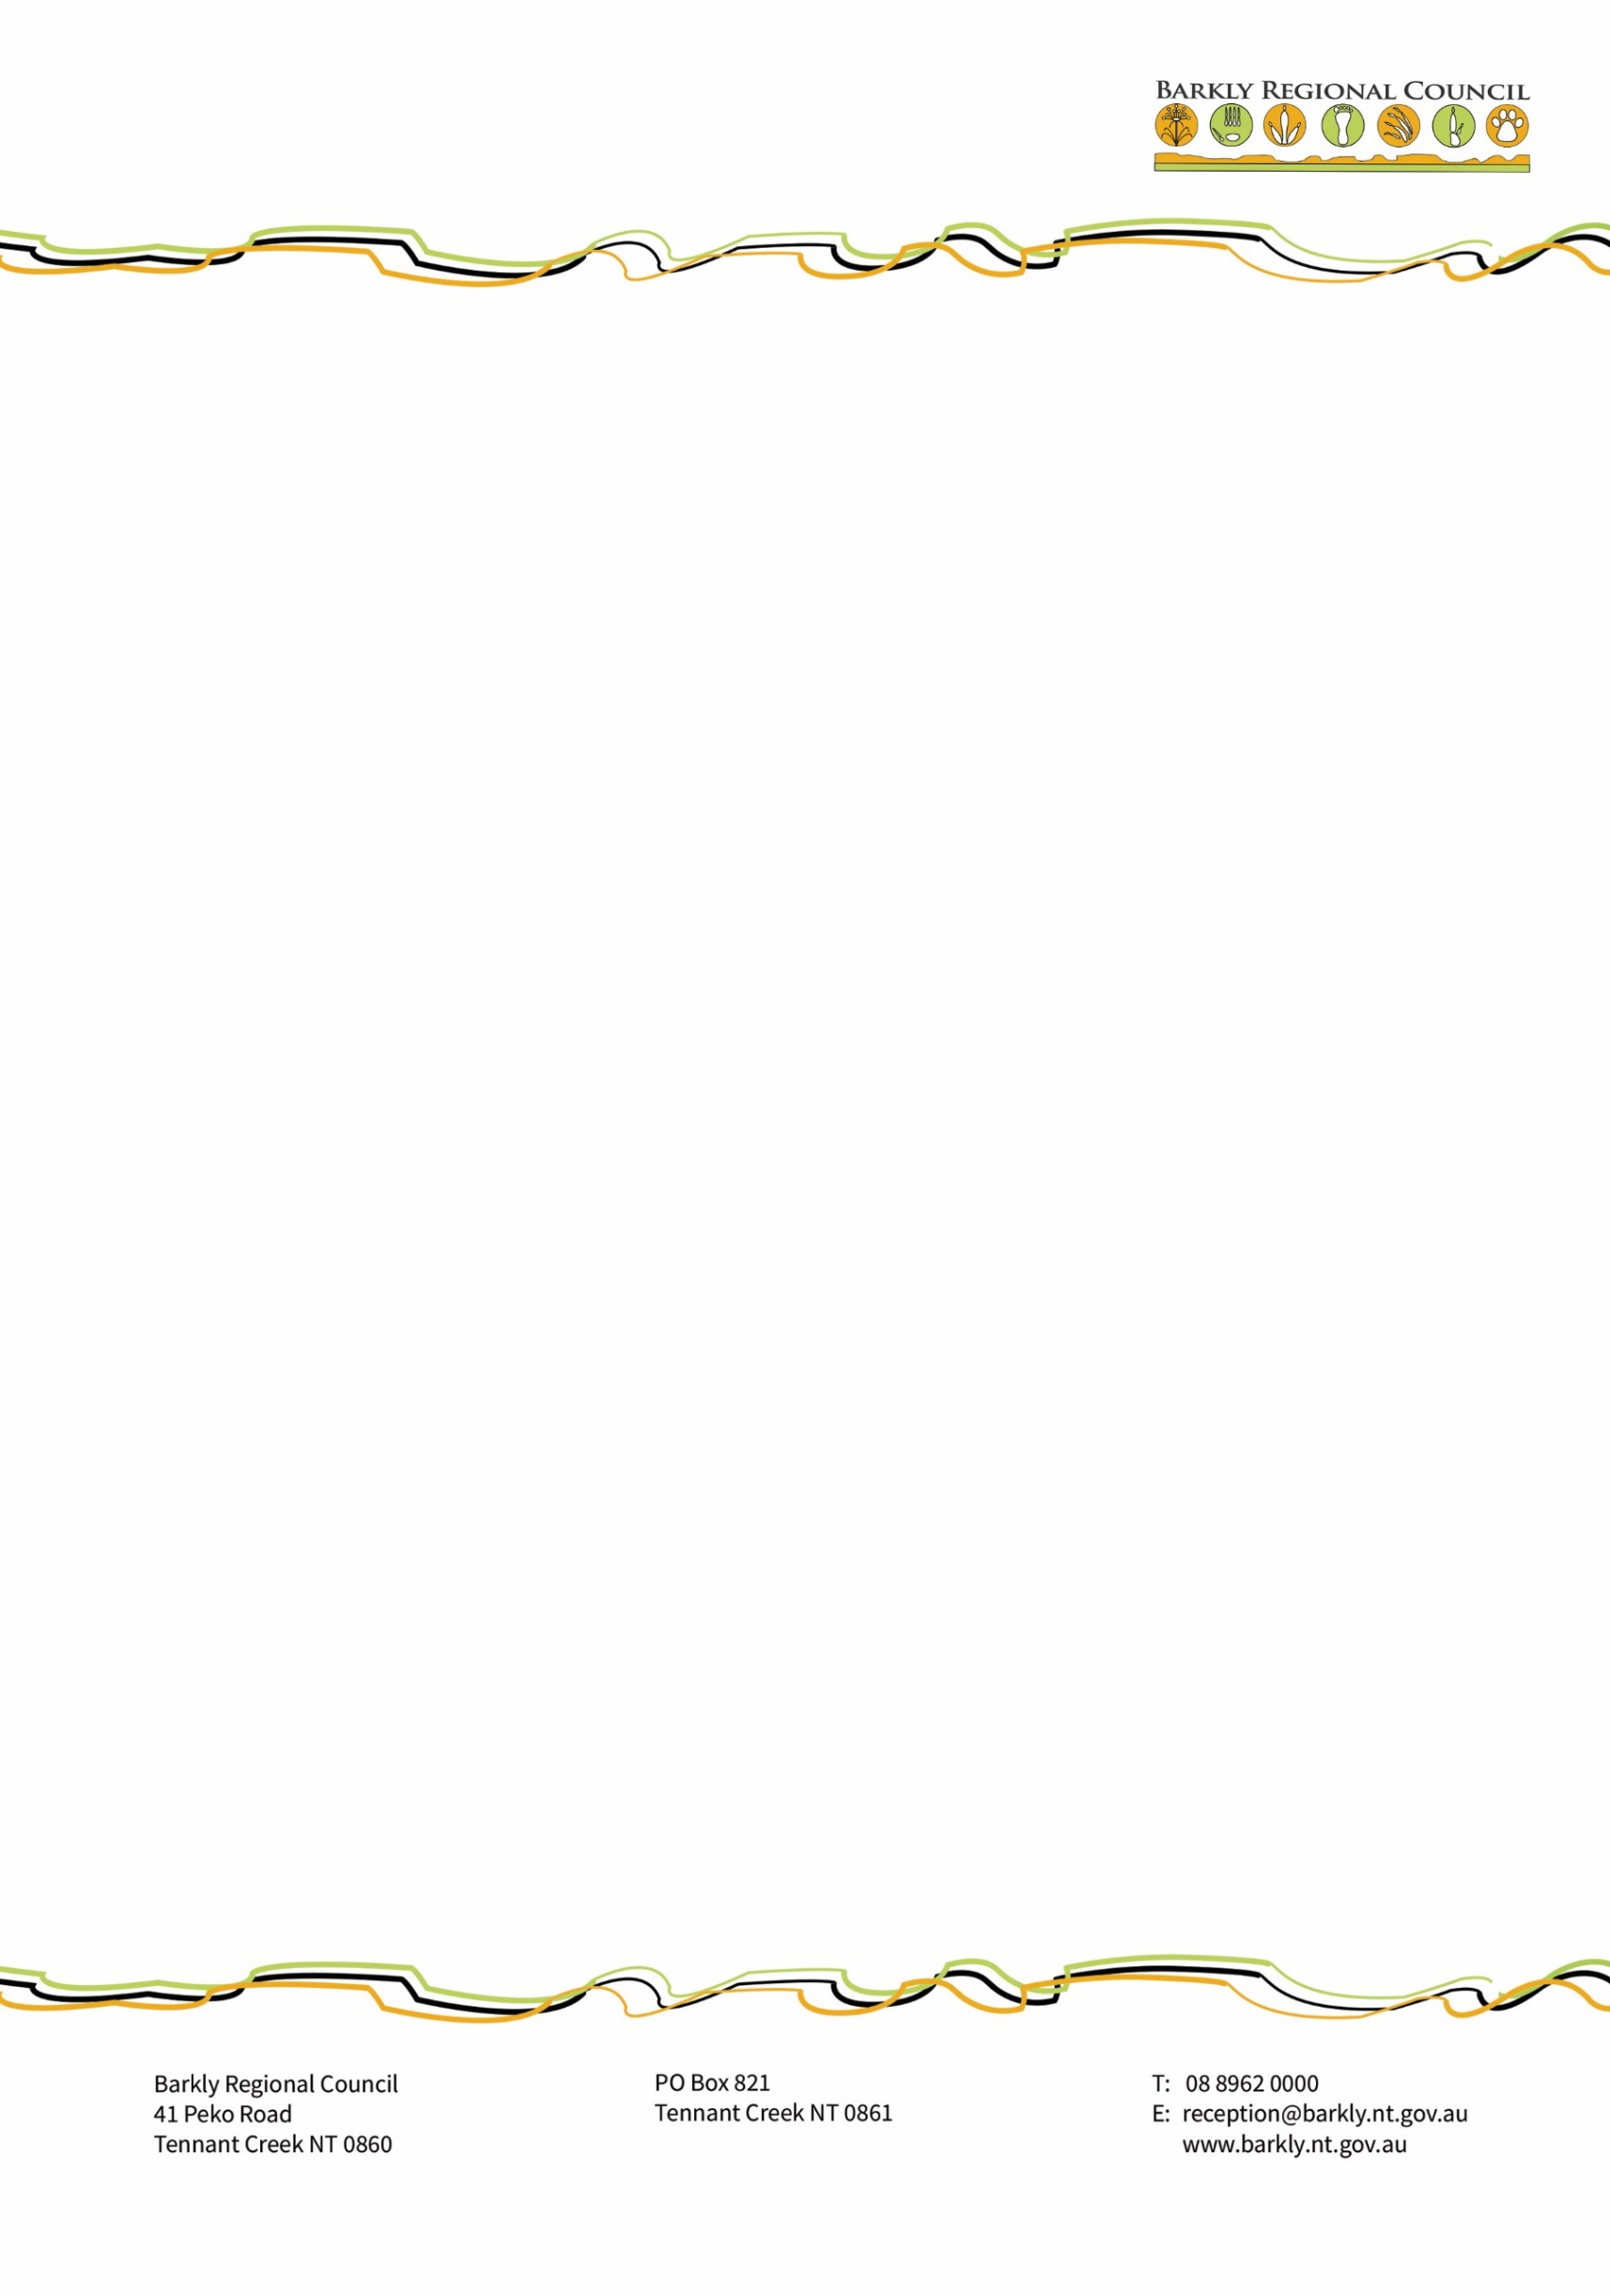 BARKLY REGIONAL COUNCIL
Barkly Regional Council
41 Peko Road
Tennant Creek NT 0860
PO Box 821
Tennant Creek NT 0861
T: 08 8962 0000
E: reception@barkly.nt.gov.au
www.barkly.nt.gov.au